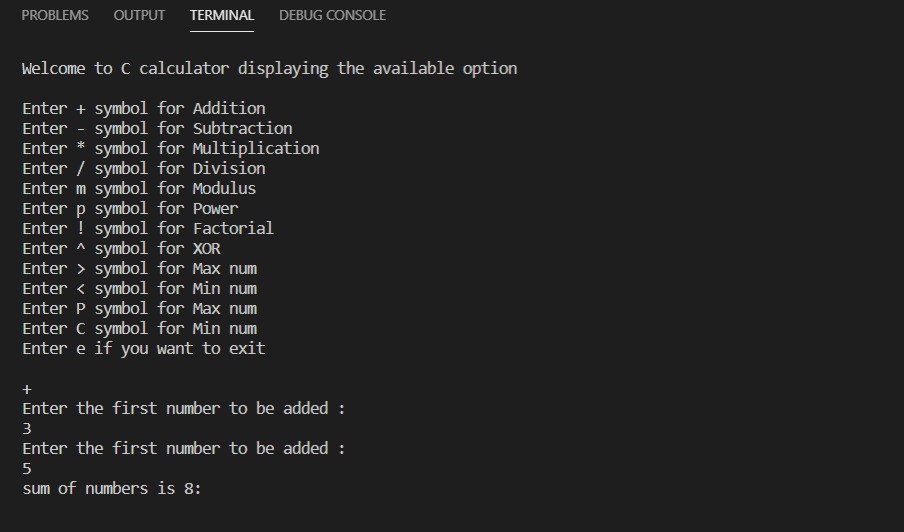 PROBLEMS OUTPUT TERMINAL DEBUG CONSOLE
Welcome to C calculator displaying the available option
Enter + symbol for Addition
Enter - symbol for Subtraction
Enter * symbol for Multiplication
Enter / symbol for Division
Enter m symbol for Modulus
Enter p symbol for Power
Enter ! symbol for Factorial
Enter ^ symbol for XOR
Enter > symbol for Max num
Enter < symbol for Min num
Enter P symbol for Max num
Enter C symbol for Min num
Enter e if you want to exit
+
Enter the first number to be added :
3
Enter the first number to be added :
5
sum of numbers is 8: